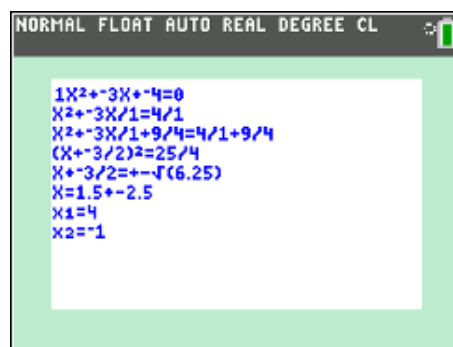 NORMAL FLOAT AUTO REAL DEGREE CL
1X²+⁻3X+⁻4=0
X²+⁻3X/1=4/1
X²+⁻3X/1+9/4=4/1+9/4
(X+⁻3/2)²=25/4
X+⁻3/2=+-√(6.25)
X=1.5+-2.5
x1=4
x2=⁻1